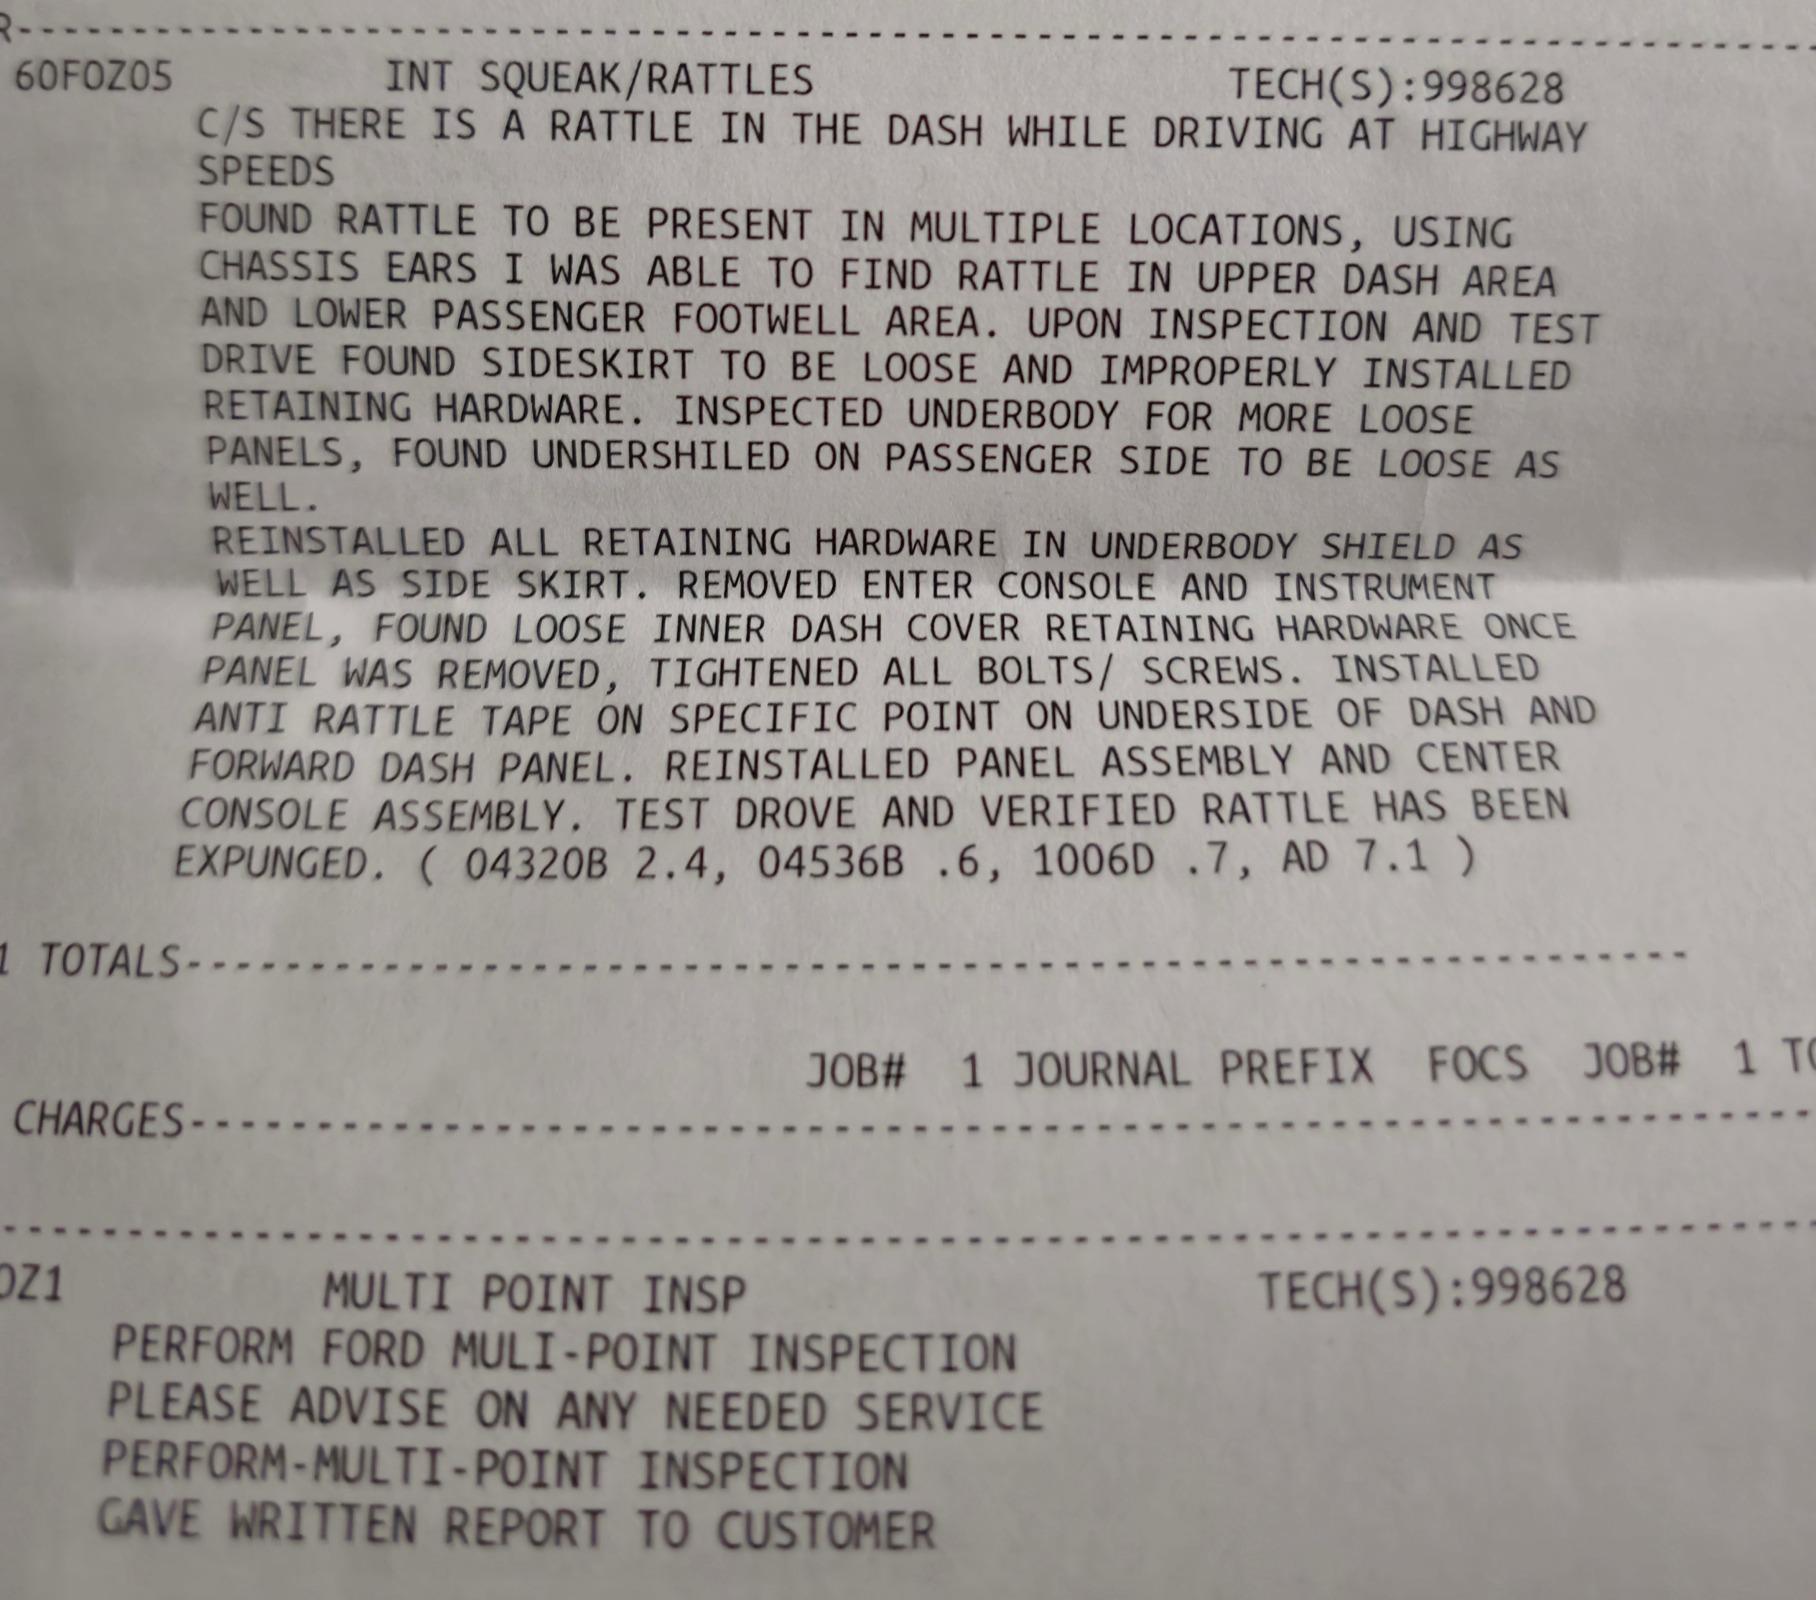 60FOZ05 INT SQUEAK/RATTLES TECH(S):998628
C/S THERE IS A RATTLE IN THE DASH WHILE DRIVING AT HIGHWAY
SPEEDS
FOUND RATTLE TO BE PRESENT IN MULTIPLE LOCATIONS, USING
CHASSIS EARS I WAS ABLE TO FIND RATTLE IN UPPER DASH AREA
AND LOWER PASSENGER FOOTWELL AREA. UPON INSPECTION AND TEST
DRIVE FOUND SIDESKIRT TO BE LOOSE AND IMPROPERLY INSTALLED
RETAINING HARDWARE. INSPECTED UNDERBODY FOR MORE LOOSE
PANELS, FOUND UNDERSHILED ON PASSENGER SIDE TO BE LOOSE AS
WELL.
REINSTALLED ALL RETAINING HARDWARE IN UNDERBODY SHIELD AS
WELL AS SIDE SKIRT. REMOVED ENTER CONSOLE AND INSTRUMENT
PANEL, FOUND LOOSE INNER DASH COVER RETAINING HARDWARE ONCE
PANEL WAS REMOVED, TIGHTENED ALL BOLTS/ SCREWS. INSTALLED
ANTI RATTLE TAPE ON SPECIFIC POINT ON UNDERSIDE OF DASH AND
FORWARD DASH PANEL. REINSTALLED PANEL ASSEMBLY AND CENTER
CONSOLE ASSEMBLY. TEST DROVE AND VERIFIED RATTLE HAS BEEN
EXPUNGED. ( 04320B 2.4, 04536B .6, 1006D .7, AD 7.1 )
1 TOTALS-----------------------------------------------------
JOB# 1 JOURNAL PREFIX FOCS JOB# 1 TO
CHARGES------------------------------------------------------
OZ1 MULTI POINT INSP TECH(S):998628
PERFORM FORD MULI-POINT INSPECTION
PLEASE ADVISE ON ANY NEEDED SERVICE
PERFORM-MULTI-POINT INSPECTION
GAVE WRITTEN REPORT TO CUSTOMER